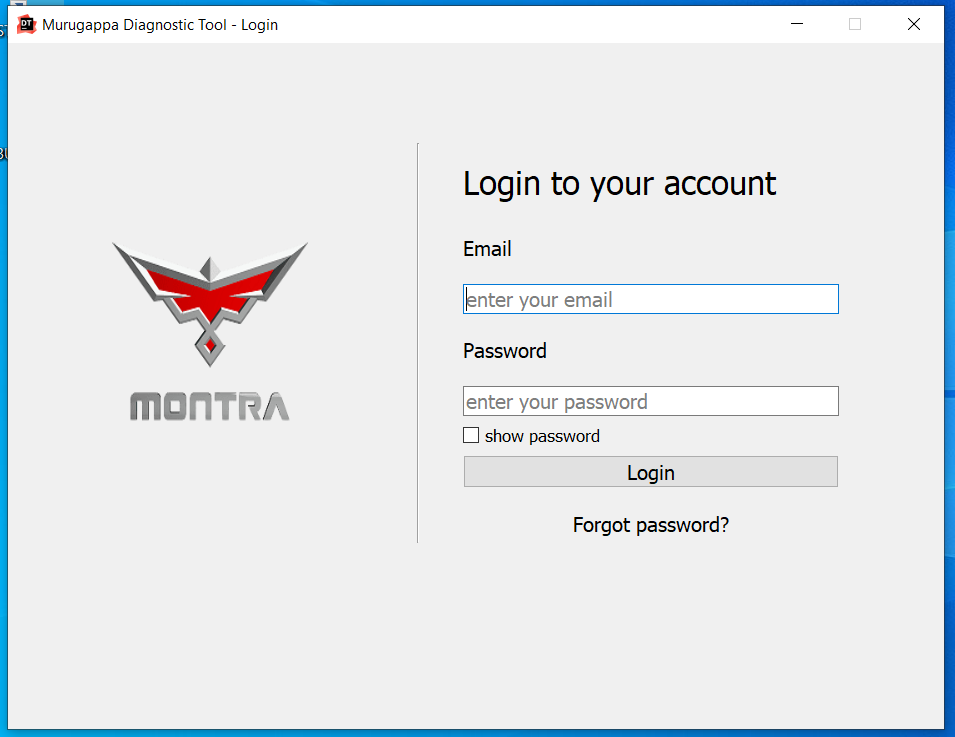 DT Murugappa Diagnostic Tool - Login
MONTRA
Login to your account
Email
enter your email
Password
enter your password
show password
Login
Forgot password?